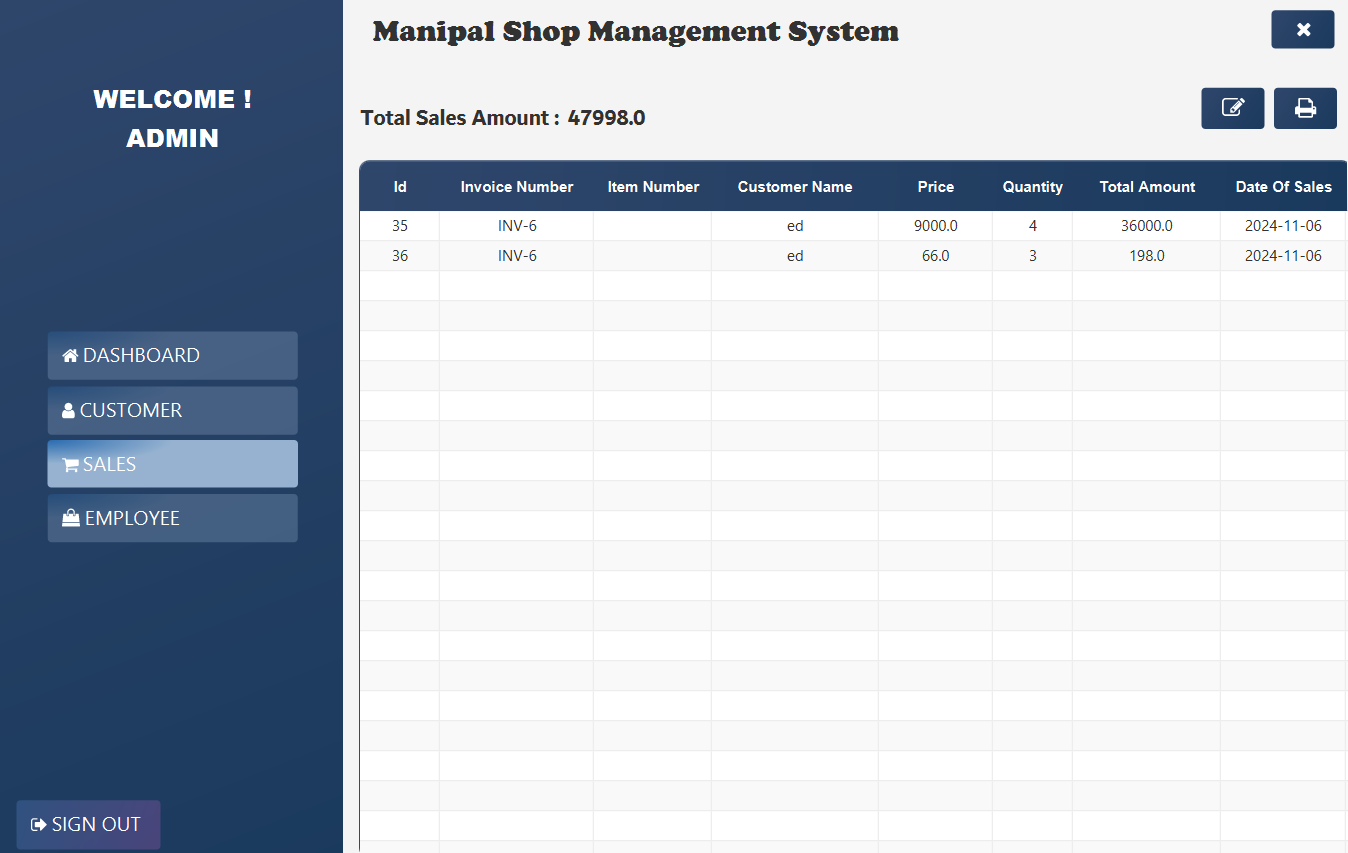 Manipal Shop Management System
WELCOME !
ADMIN
Total Sales Amount : 47998.0
Id Invoice Number Item Number Customer Name Price Quantity Total Amount Date Of Sales
35 INV-6 ed 9000.0 4 36000.0 2024-11-06
36 INV-6 ed 66.0 3 198.0 2024-11-06
DASHBOARD
CUSTOMER
SALES
EMPLOYEE
SIGN OUT